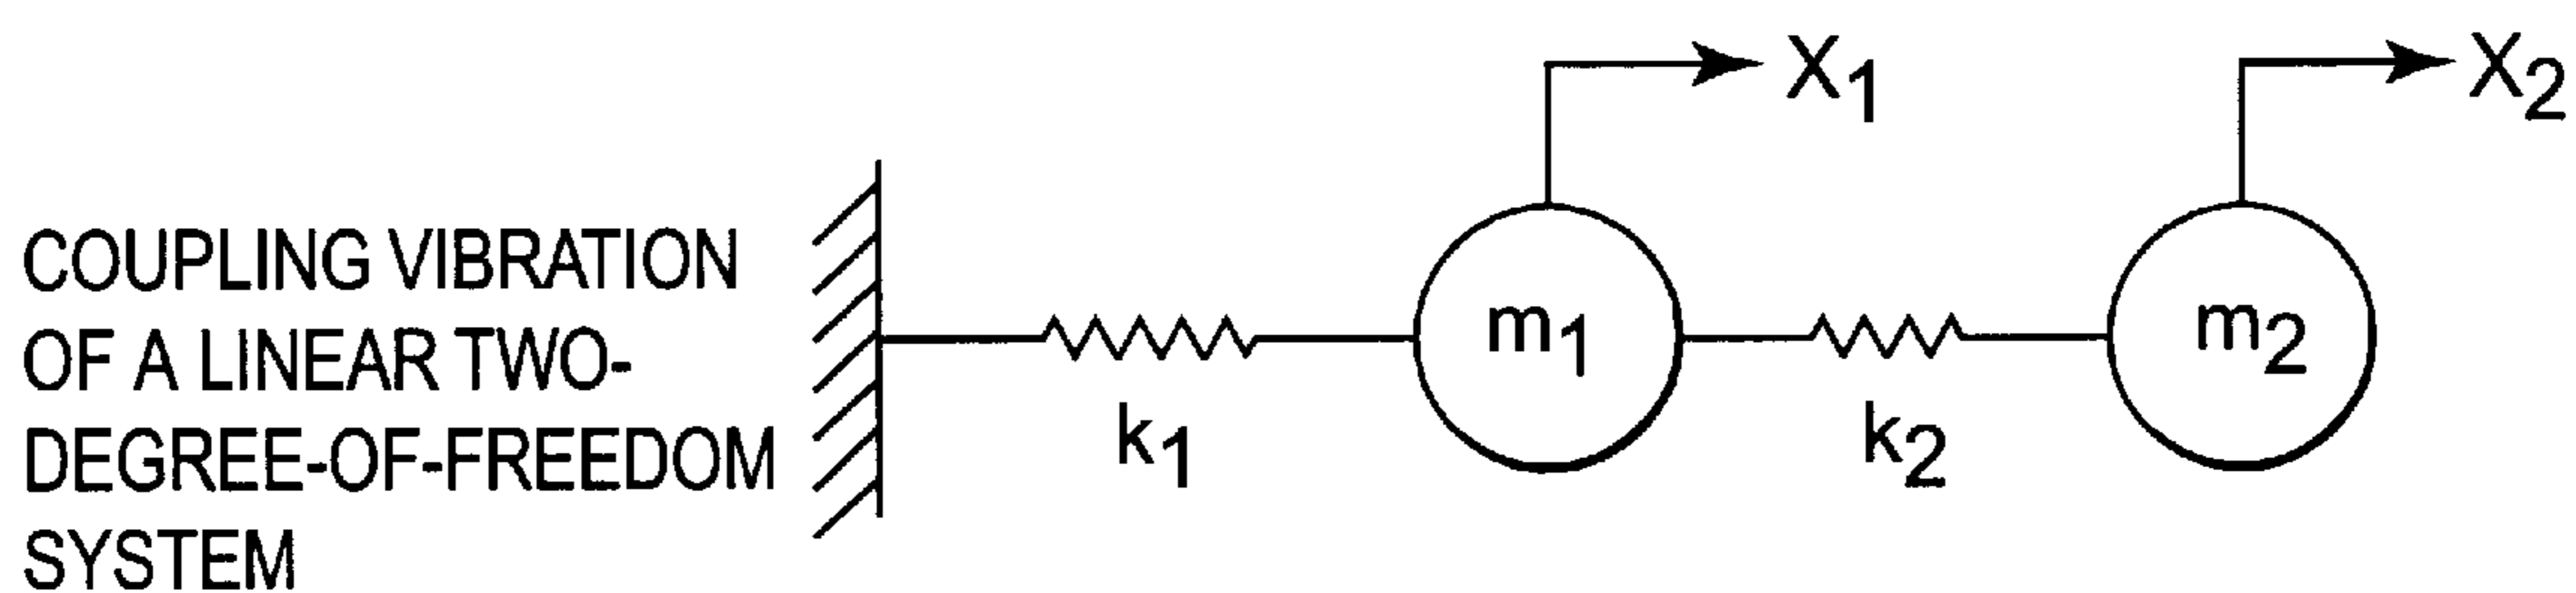 COUPLING VIBRATION
OF A LINEAR TWO-
DEGREE-OF-FREEDOM
SYSTEM
k1
m1
X1
k2
m2
X2